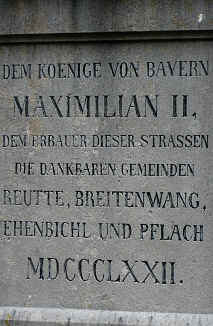 DEM KOENIGE VON BAYERN
MAXIMILIAN II,
DEM ERBAUER DIESER STRASSEN
DIE DANKBAREN GEMEINDEN
REUTTE, BREITENWANG,
EHENBICHL UND PFLACH
MDCCCLXXII.